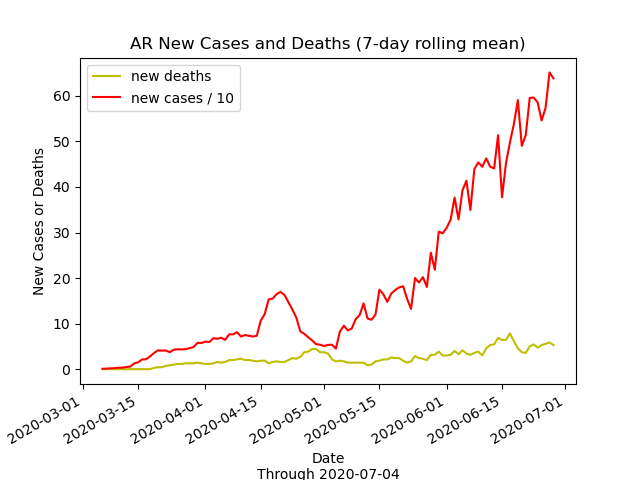 AR New Cases and Deaths (7-day rolling mean)
new deaths
new cases / 10
New Cases or Deaths
60
50
40
30
20
10
0
2020-03-01
2020-03-15
2020-04-01
2020-04-15
2020-05-01
2020-05-15
2020-06-01
2020-06-15
2020-07-01
Date
Through 2020-07-04